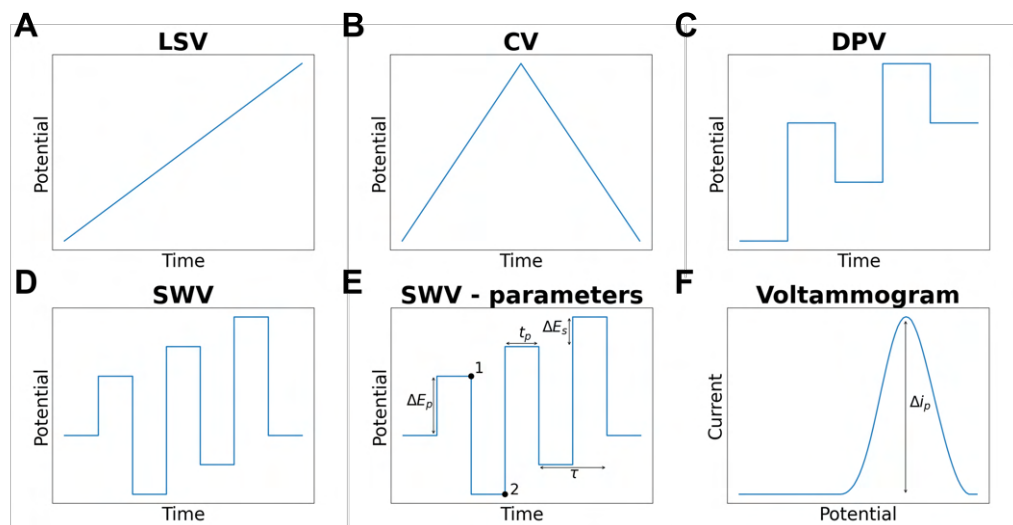 A
LSV
Potential
Time
B
CV
Potential
Time
C
DPV
Potential
Time
D
SWV
Potential
Time
E
SWV - parameters
Potential
ΔE_p
1
2
t_p
ΔE_s
τ
Time
F
Voltammogram
Current
Δi_p
Potential